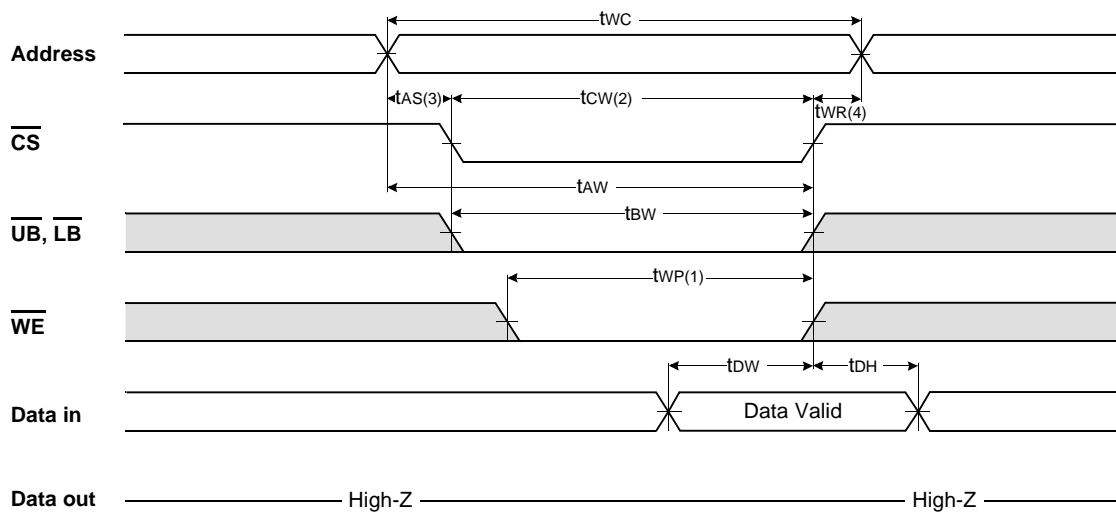 tWC
Address
tAS(3)
tCW(2)
tWR(4)
CS
tAW
tBW
UB, LB
tWP(1)
WE
tDW
tDH
Data in
Data Valid
Data out
High-Z
High-Z